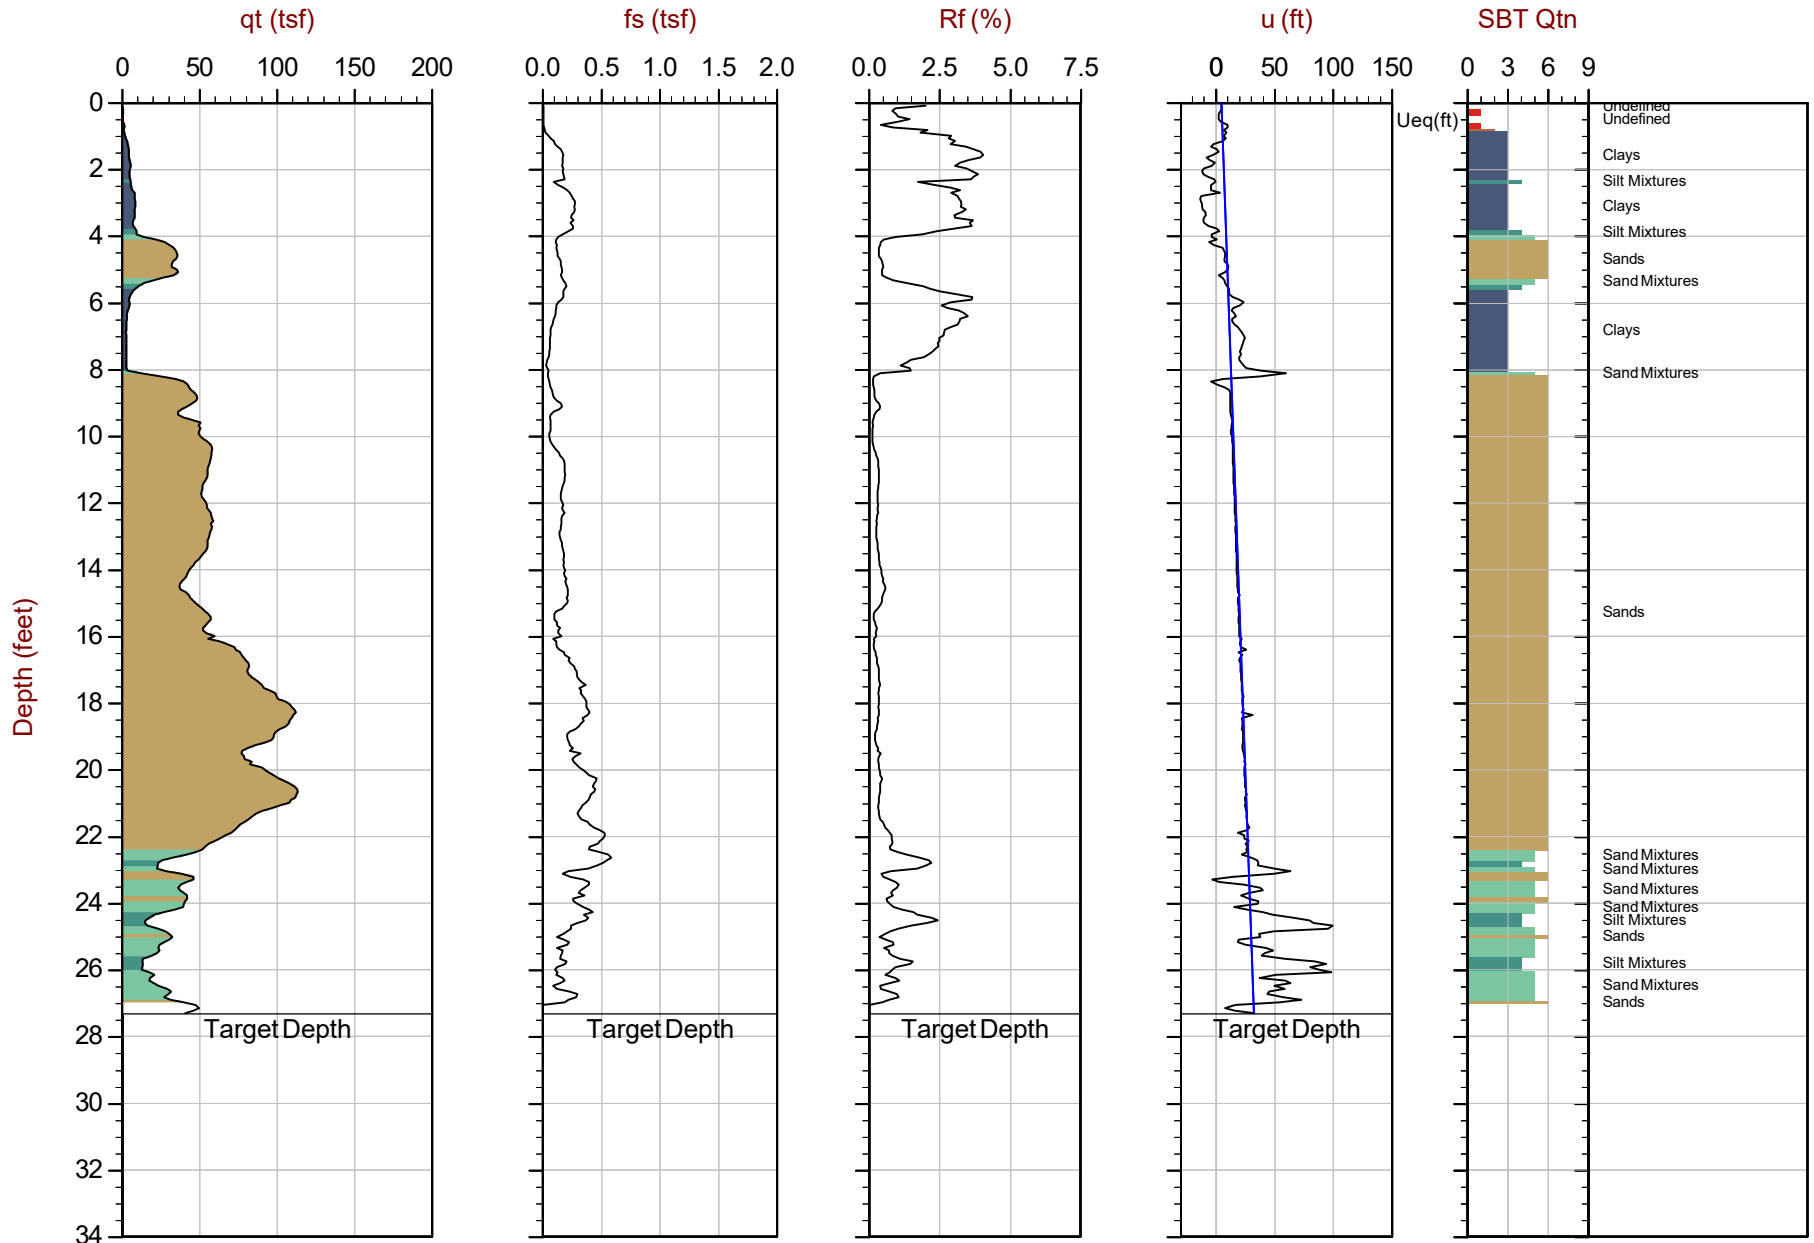 qt (tsf) fs (tsf) Rf (%) u (ft) SBT Qtn
0 50 100 150 200 0.0 0.5 1.0 1.5 2.0 0.0 2.5 5.0 7.5 0 50 100 150 0 3 6 9
0
Undefined
Ueq(ft)
Undefined
Clays
2
Silt Mixtures
Clays
Silt Mixtures
4
Sands
Sand Mixtures
6
Clays
8
Sand Mixtures
10
12
14
Sands
16
Depth (feet)
18
20
22
Sand Mixtures
Sand Mixtures
Sand Mixtures
24
Sand Mixtures
Silt Mixtures
Sands
Silt Mixtures
26
Sand Mixtures
Sands
Target Depth Target Depth Target Depth Target Depth
28
30
32
34